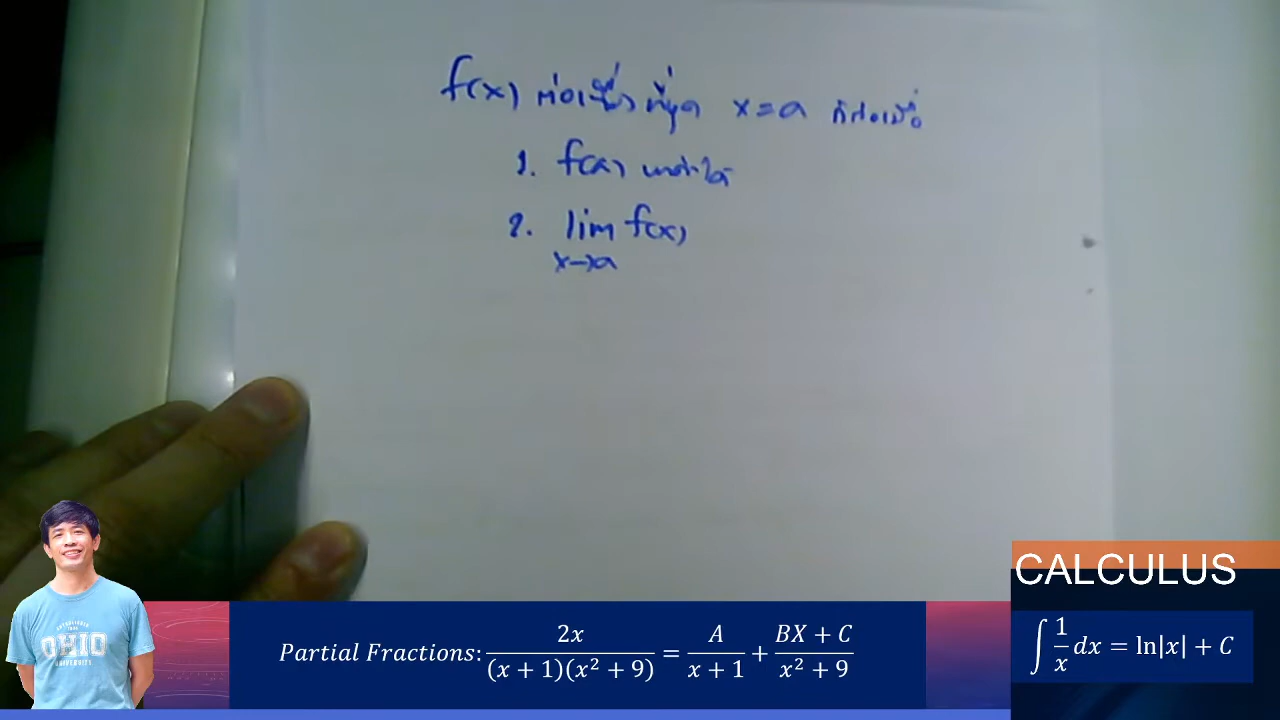 f(x) ต่อเนื่อง ที่จุด x=a ก็ต่อเมื่อ
1. f(a) หาค่าได้
2. lim f(x)
x→a
OHIO
UNIVERSITY
Partial Fractions: 2x / (x + 1)(x² + 9) = A / x + 1 + BX + C / x² + 9
CALCULUS
∫ 1/x dx = ln|x| + C